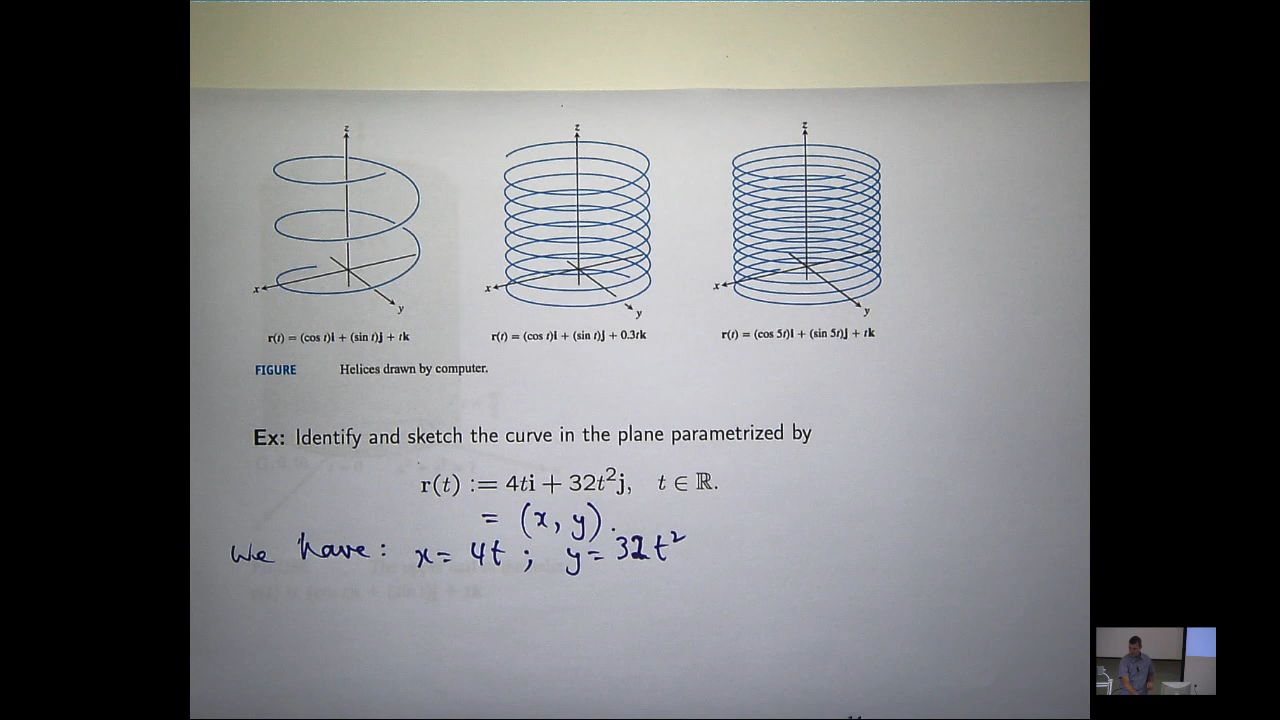 z z z
x y x y x y
r(t) = (cos t)i + (sin t)j + tk r(t) = (cos t)i + (sin t)j + 0.3tk r(t) = (cos 5t)i + (sin 5t)j + tk
FIGURE Helices drawn by computer.
Ex: Identify and sketch the curve in the plane parametrized by
r(t) := 4ti + 32t²j, t ∈ ℝ.
= (x, y).
We have: x = 4t ; y = 32t²